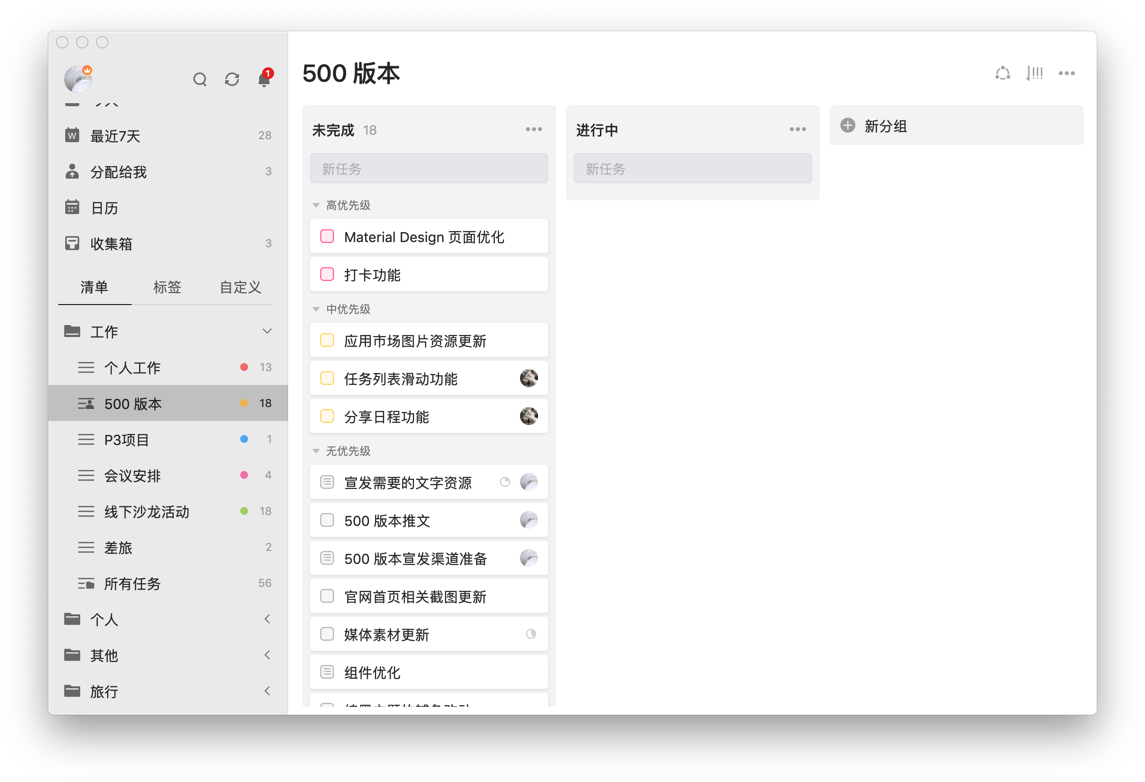 1
W
最近7天 28
分配给我 3
日历
收集箱 3
清单 标签 自定义
工作
个人工作 13
500 版本 18
P3项目 1
会议安排 4
线下沙龙活动 18
差旅 2
所有任务 56
个人
其他
旅行
500 版本
未完成 18
新任务
高优先级
Material Design 页面优化
打卡功能
中优先级
应用市场图片资源更新
任务列表滑动功能
分享日程功能
无优先级
宣发需要的文字资源
500 版本推文
500 版本宣发渠道准备
官网首页相关截图更新
媒体素材更新
组件优化
进行中
新任务
新分组